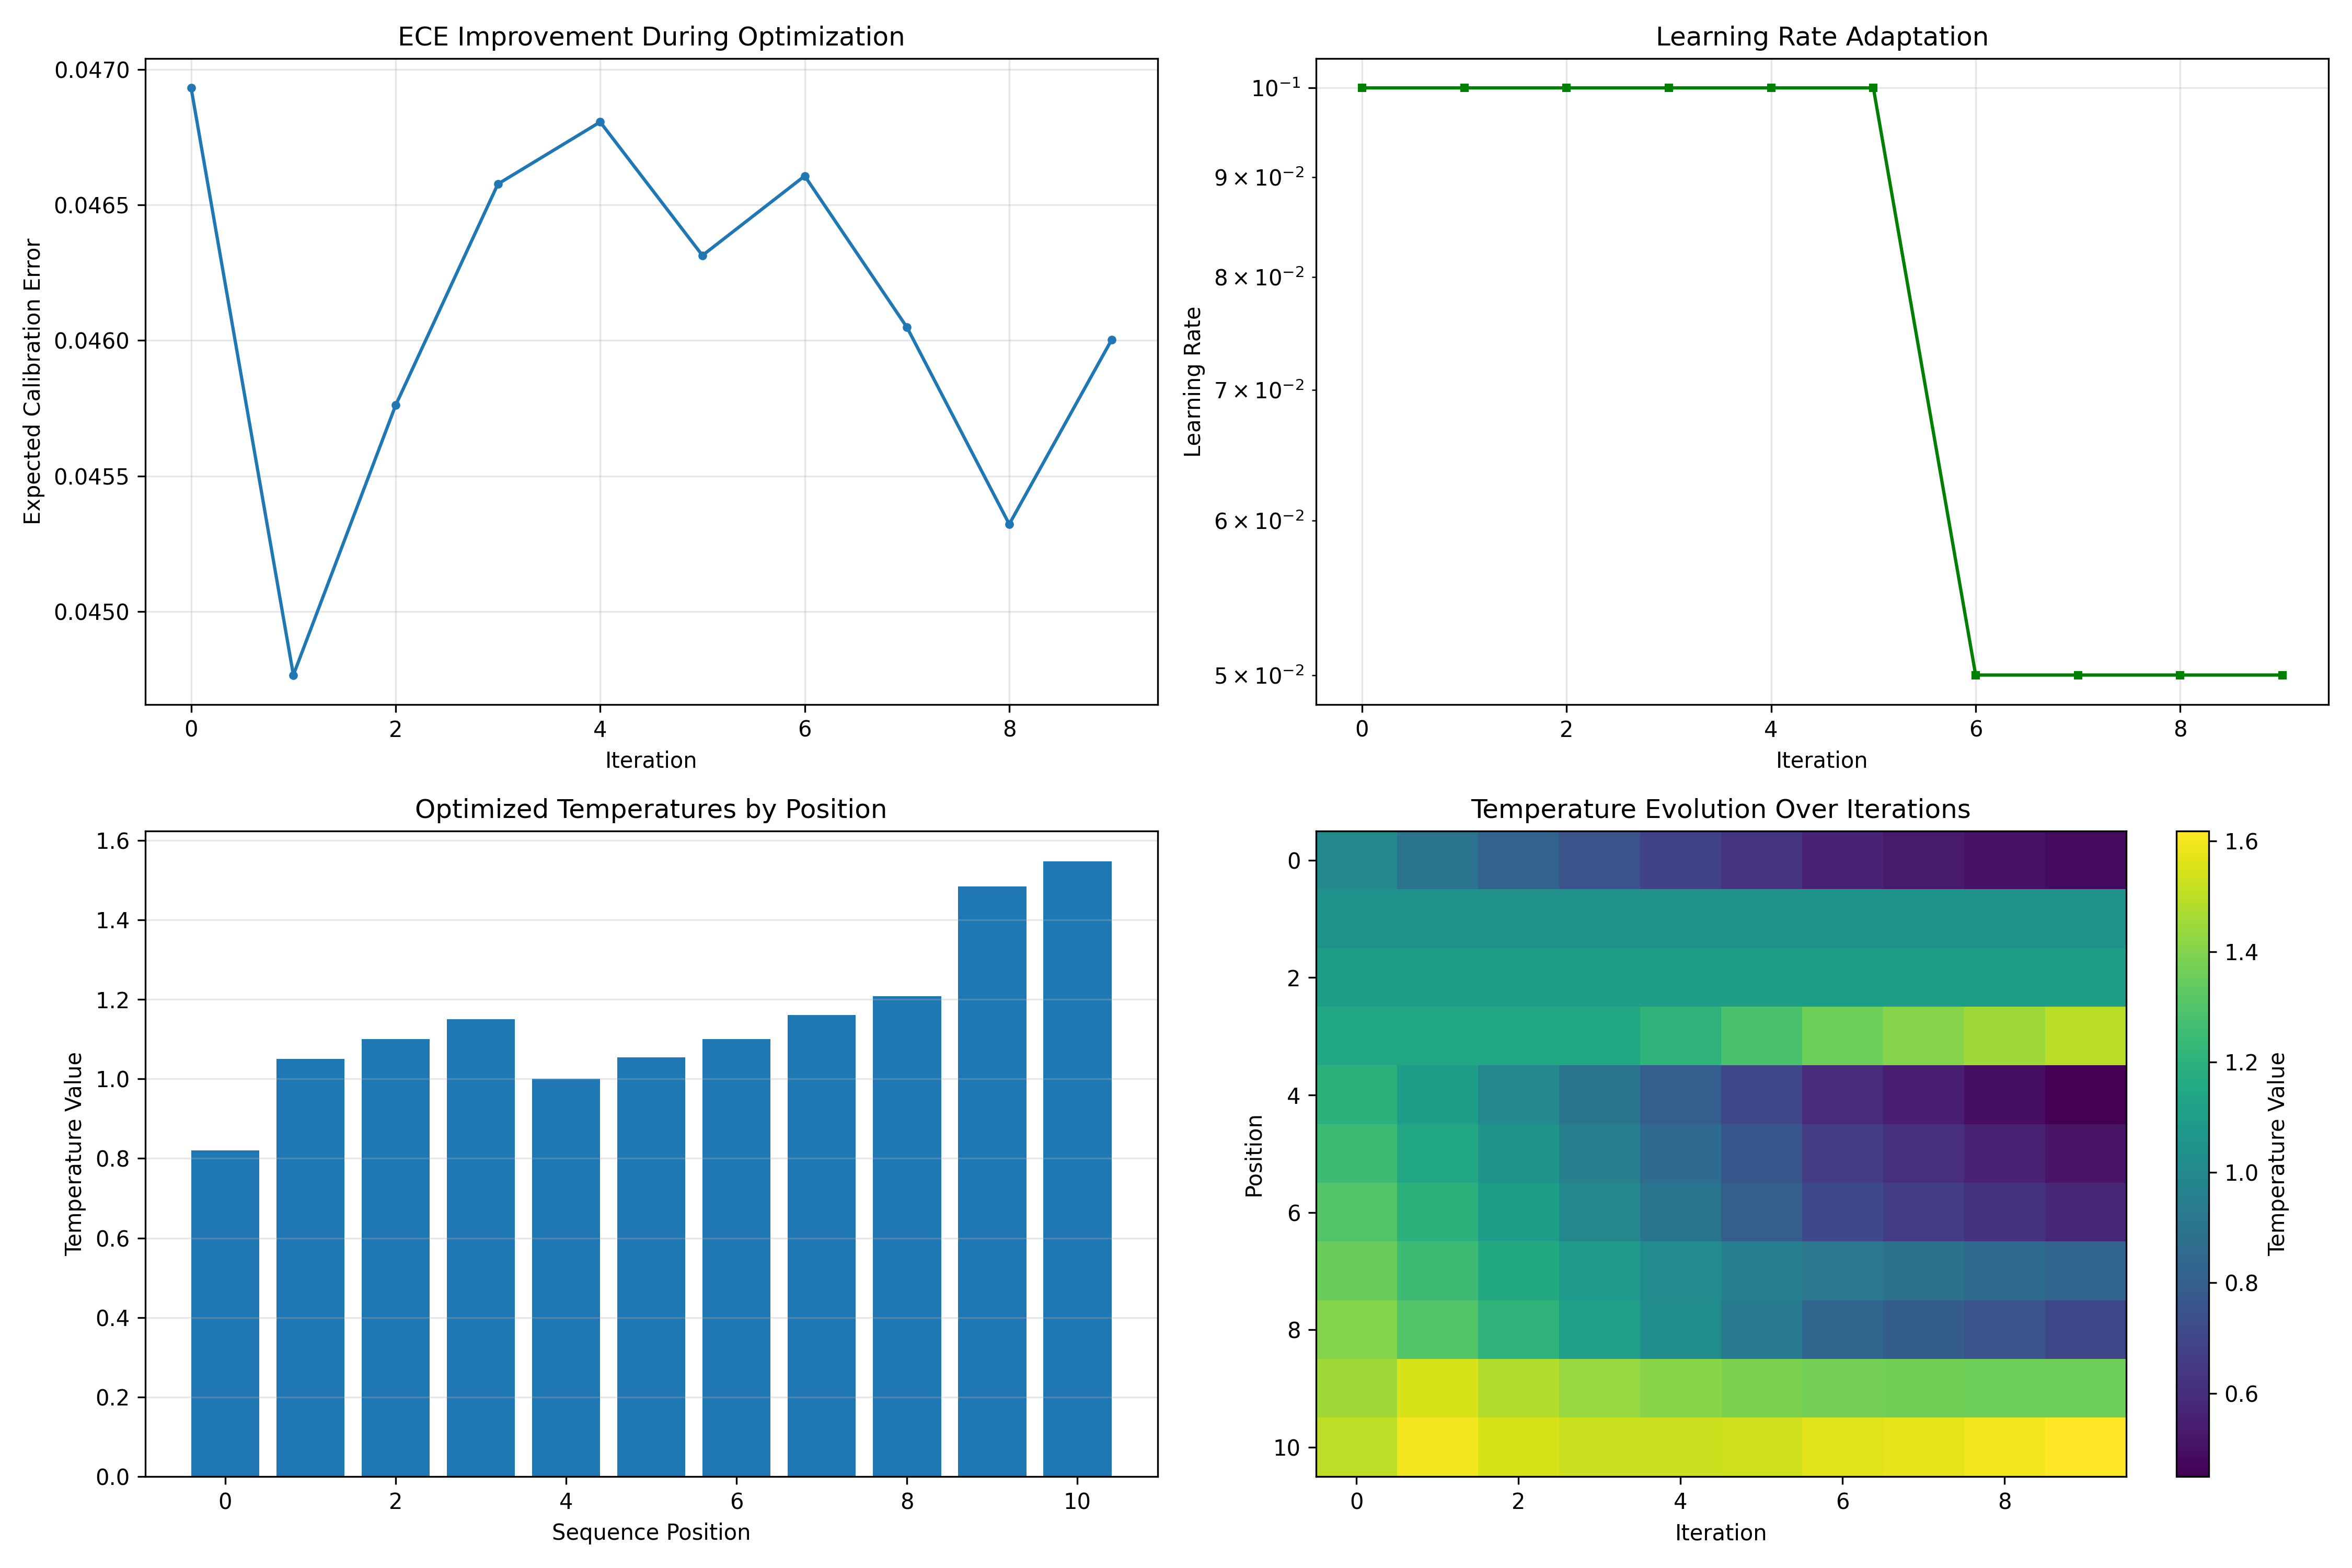 ECE Improvement During Optimization
Expected Calibration Error
0.0470
0.0465
0.0460
0.0455
0.0450
0 2 4 6 8
Iteration
Learning Rate Adaptation
Learning Rate
10⁻¹
9 × 10⁻²
8 × 10⁻²
7 × 10⁻²
6 × 10⁻²
5 × 10⁻²
0 2 4 6 8
Iteration
Optimized Temperatures by Position
Temperature Value
1.6
1.4
1.2
1.0
0.8
0.6
0.4
0.2
0.0
0 2 4 6 8 10
Sequence Position
Temperature Evolution Over Iterations
Position
0
2
4
6
8
10
0 2 4 6 8
Iteration
1.6
1.4
1.2
1.0
0.8
0.6
Temperature Value